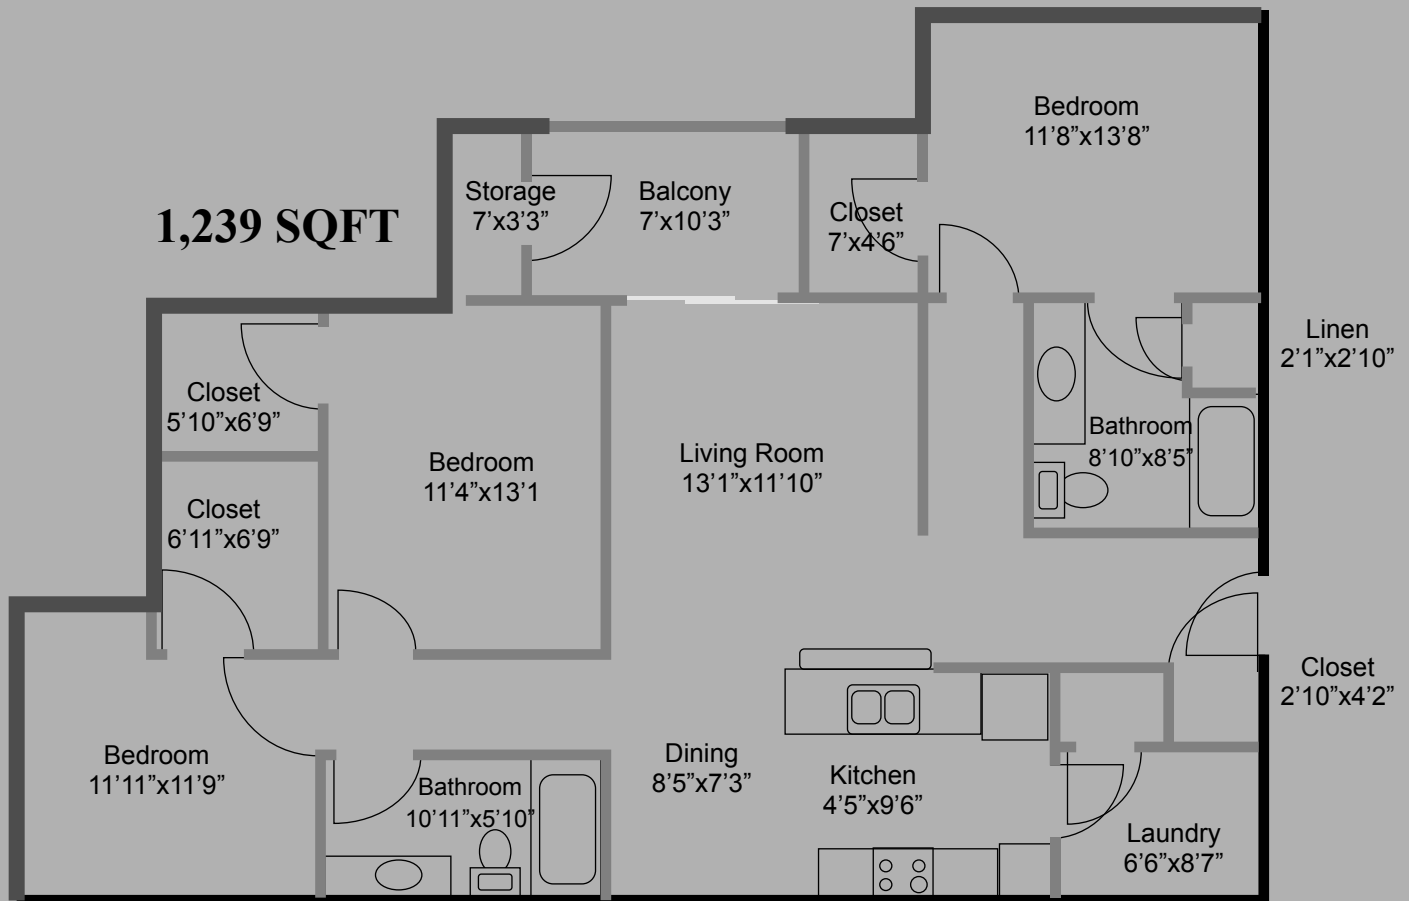 Bedroom
11’8”x13’8”
Storage
7’x3’3”
Balcony
7’x10’3”
Closet
7’x4’6”
1,239 SQFT
Linen
2’1”x2’10”
Closet
5’10”x6’9”
Bathroom
8’10”x8’5”
Bedroom
11’4”x13’1
Living Room
13’1”x11’10”
Closet
6’11”x6’9”
Closet
2’10”x4’2”
Bedroom
11’11”x11’9”
Dining
8’5”x7’3”
Kitchen
4’5”x9’6”
Bathroom
10’11”x5’10”
Laundry
6’6”x8’7”